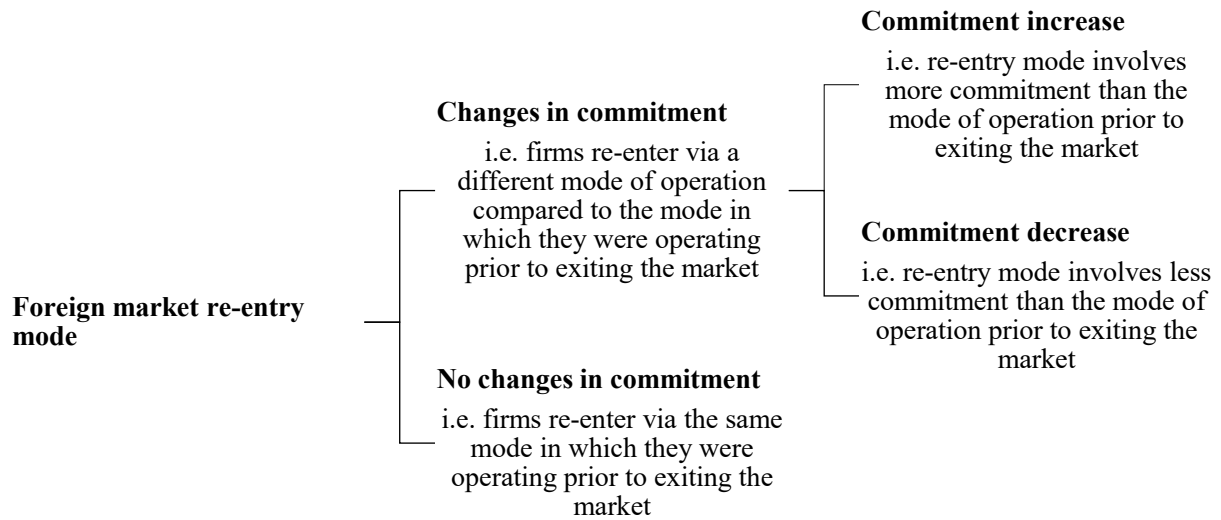 Foreign market re-entry
mode
Changes in commitment
i.e. firms re-enter via a
different mode of operation
compared to the mode in
which they were operating
prior to exiting the market
No changes in commitment
i.e. firms re-enter via the same
mode in which they were
operating prior to exiting the
market
Commitment increase
i.e. re-entry mode involves
more commitment than the
mode of operation prior to
exiting the market
Commitment decrease
i.e. re-entry mode involves less
commitment than the mode of
operation prior to exiting the
market